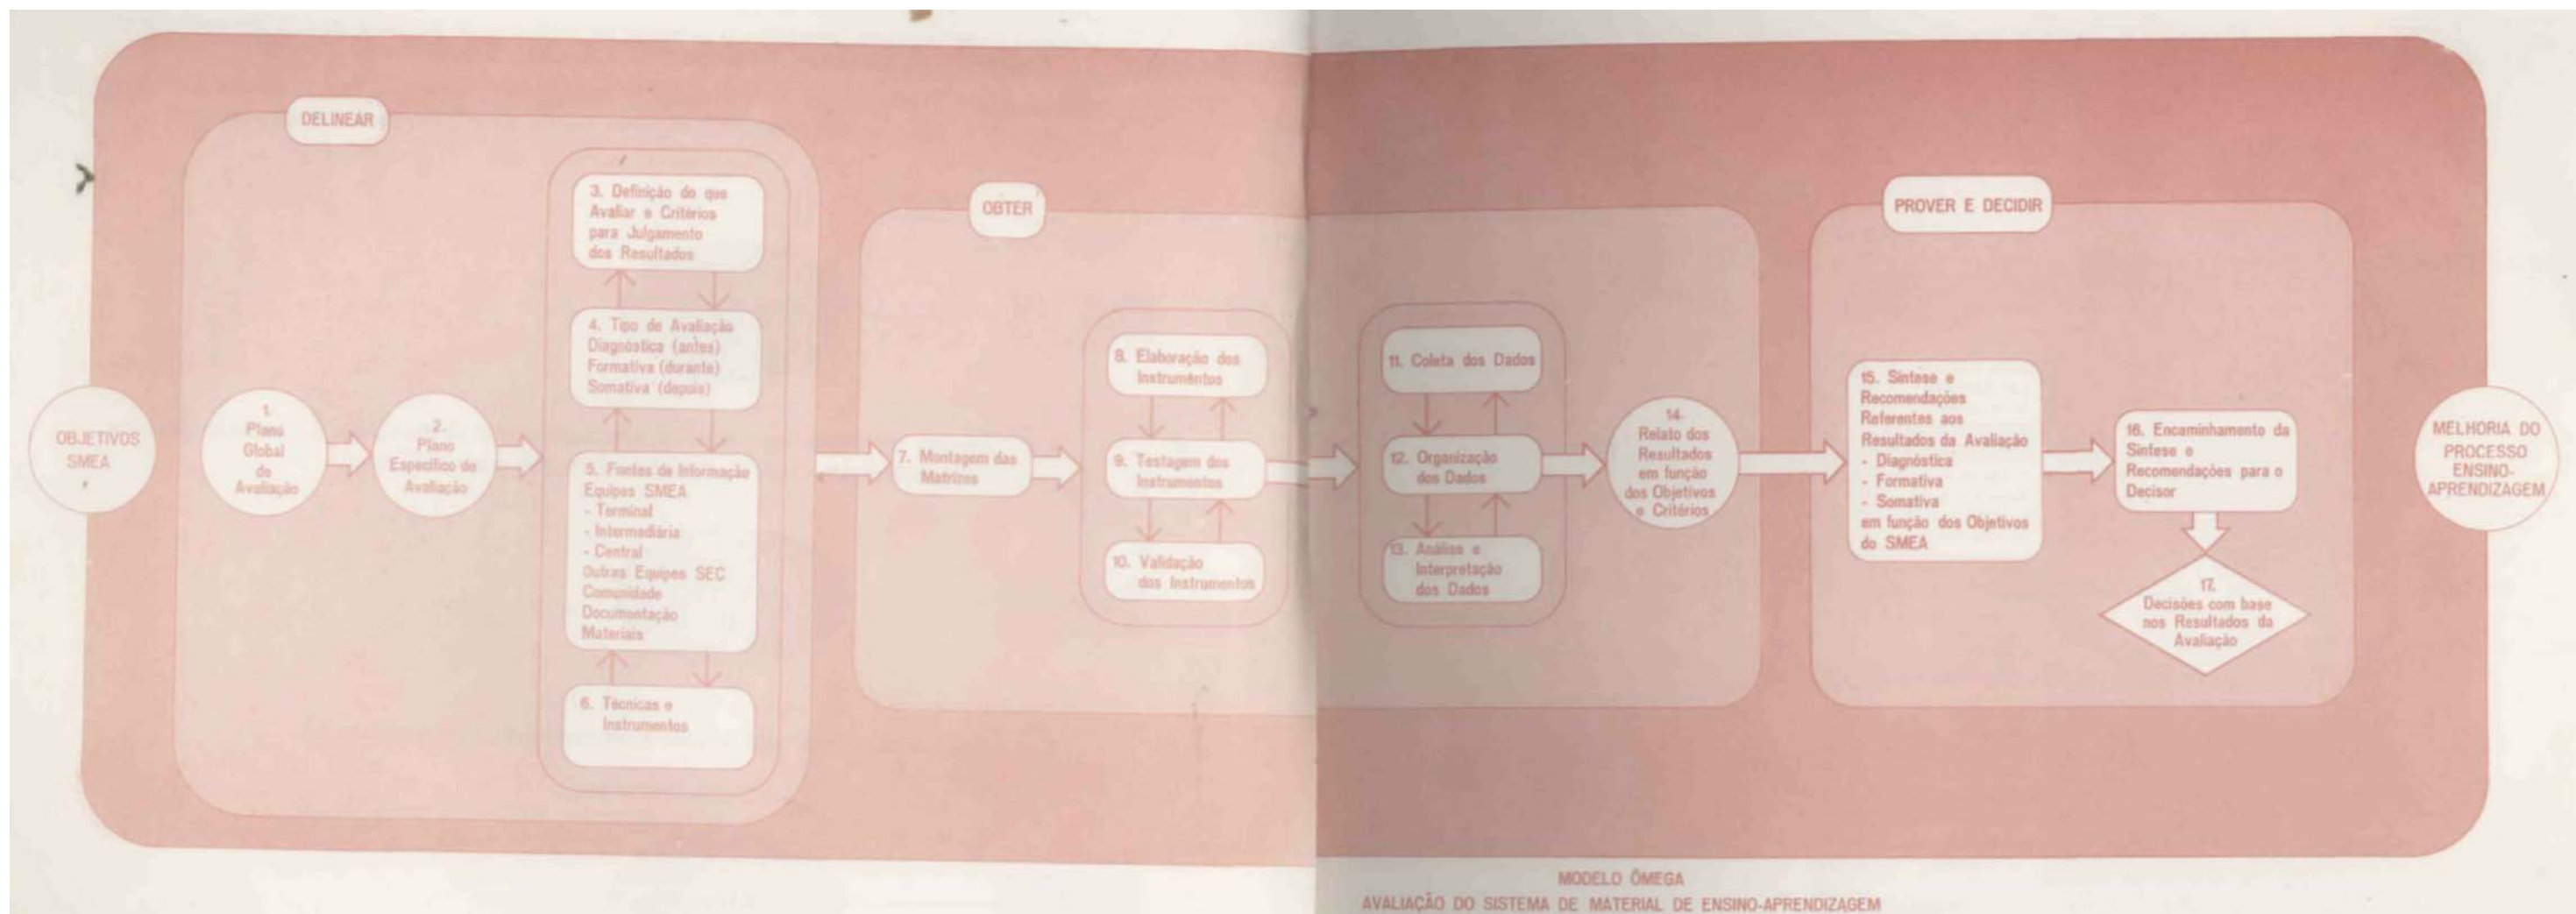 OBJETIVOS
SMEA
DELINEAR
1.
Plano
Global
de
Avaliação
2.
Plano
Específico de
Avaliação
3. Definição do que
Avaliar e Critérios
para Julgamento
dos Resultados
4. Tipo de Avaliação
Diagnóstica (antes)
Formativa (durante)
Somativa (depois)
5. Fontes de Informação
Equipes SMEA
- Terminal
- Intermediária
- Central
Outras Equipes SEC
Comunidade
Documentação
Materiais
6. Técnicas e
Instrumentos
OBTER
7. Montagem das
Matrizes
8. Elaboração dos
Instrumentos
9. Testagem dos
Instrumentos
10. Validação
dos Instrumentos
11. Coleta dos Dados
12. Organização
dos Dados
13. Análise e
Interpretação
dos Dados
14.
Relato dos
Resultados
em função
dos Objetivos
e Critérios
PROVER E DECIDIR
15. Síntese e
Recomendações
Referentes aos
Resultados da Avaliação
- Diagnóstica
- Formativa
- Somativa
em função dos Objetivos
do SMEA
16. Encaminhamento da
Síntese e
Recomendações para o
Decisor
17.
Decisões com base
nos Resultados da
Avaliação
MELHORIA DO
PROCESSO
ENSINO-
APRENDIZAGEM
MODELO ÔMEGA
AVALIAÇÃO DO SISTEMA DE MATERIAL DE ENSINO-APRENDIZAGEM